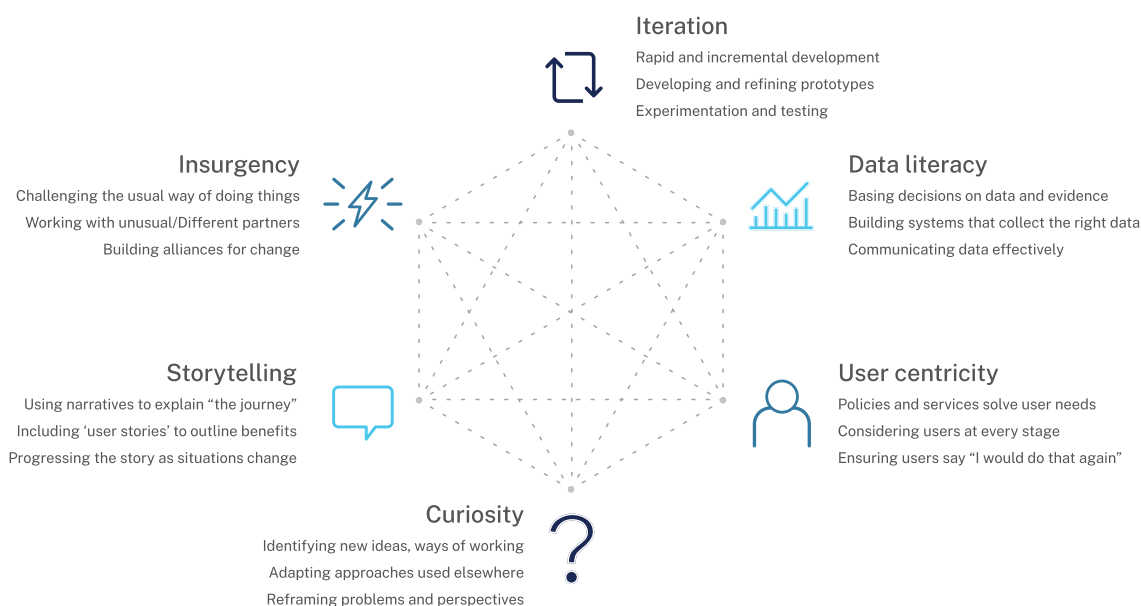 Iteration
Rapid and incremental development
Developing and refining prototypes
Experimentation and testing
Insurgency
Challenging the usual way of doing things
Working with unusual/Different partners
Building alliances for change
Data literacy
Basing decisions on data and evidence
Building systems that collect the right data
Communicating data effectively
Storytelling
Using narratives to explain “the journey”
Including ‘user stories’ to outline benefits
Progressing the story as situations change
User centricity
Policies and services solve user needs
Considering users at every stage
Ensuring users say “I would do that again”
Curiosity
Identifying new ideas, ways of working
Adapting approaches used elsewhere
Reframing problems and perspectives
?